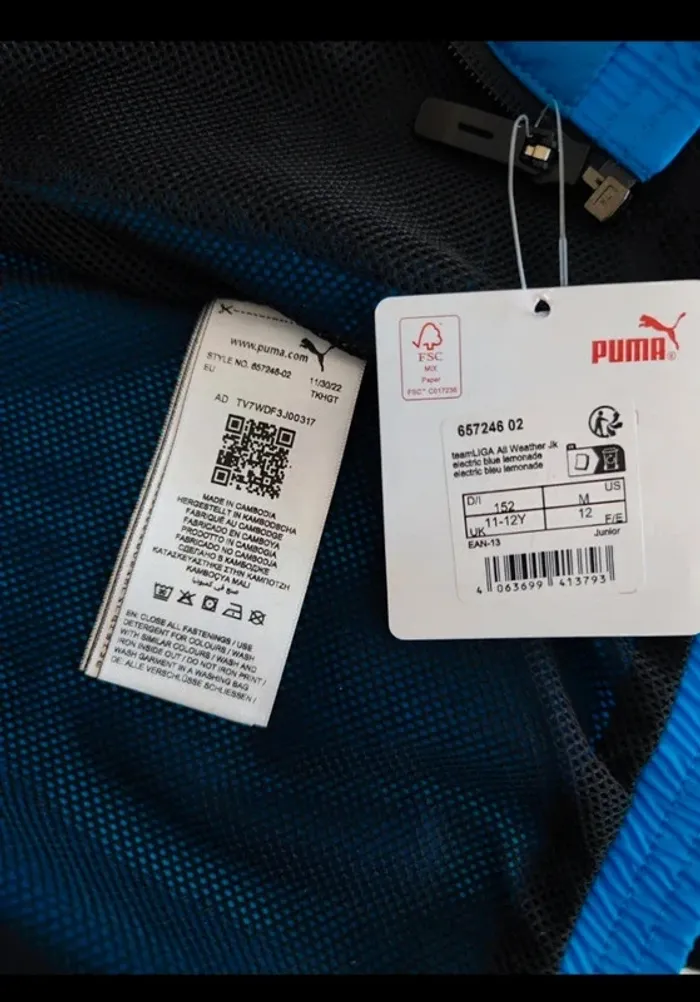 www.puma.com
STYLE NO. 657246-02
EU
11/30/22
TKHGT
AD TV7WDF3J00317
MADE IN CAMBODIA
HERGESTELLT IN KAMBODSCHA
FABRIQUÉ AU CAMBODGE
FABRICADO EN CAMBOYA
PRODOTTO IN CAMBOGIA
FABRICADO NO CAMBODJA
СДЕЛАНО В КАМБОДЖЕ
ΚΑΤΑΣΚΕΥΑΣΤΗΚΕ ΣΤΗΝ ΚΑΜΠΟΤΖΗ
KAMBOÇYA MALI
صنع في كمبوديا
EN: CLOSE ALL FASTENINGS / USE
DETERGENT FOR COLOURS / WASH
WITH SIMILAR COLOURS / WASH AND
IRON INSIDE OUT / DO NOT IRON PRINT /
WASH GARMENT IN A WASHING BAG
DE: ALLE VERSCHLÜSSE SCHLIESSEN /
FSC
MIX
Paper
FSC™ C017236
PUMA®
657246 02
teamLIGA All Weather Jk
electric blue lemonade
electric bleu lemonade
D/I 152 M US
UK 11-12Y 12 F/E
EAN-13 Junior
4 063699 413793